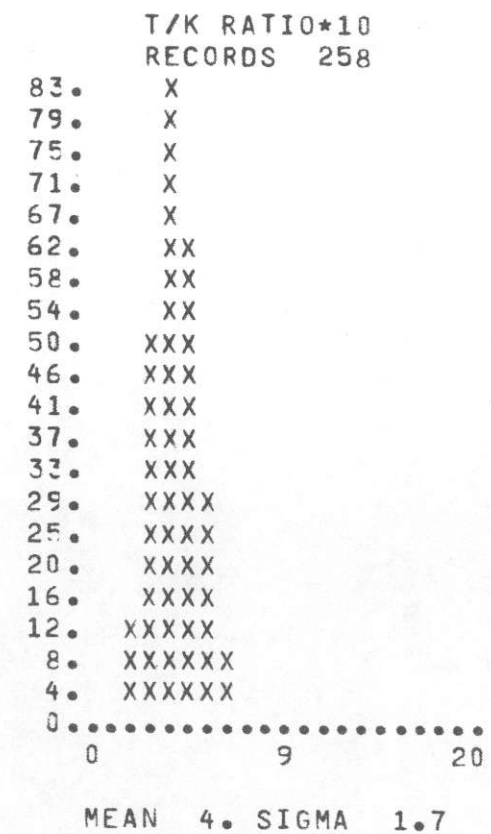 T/K RATIO*10
RECORDS 258
83. X
79. X
75. X
71. X
67. X
62. XX
58. XX
54. XX
50. XXX
46. XXX
41. XXX
37. XXX
33. XXX
29. XXXX
25. XXXX
20. XXXX
16. XXXX
12. XXXXX
8. XXXXXX
4. XXXXXX
0......................
0 9 20
MEAN 4. SIGMA 1.7